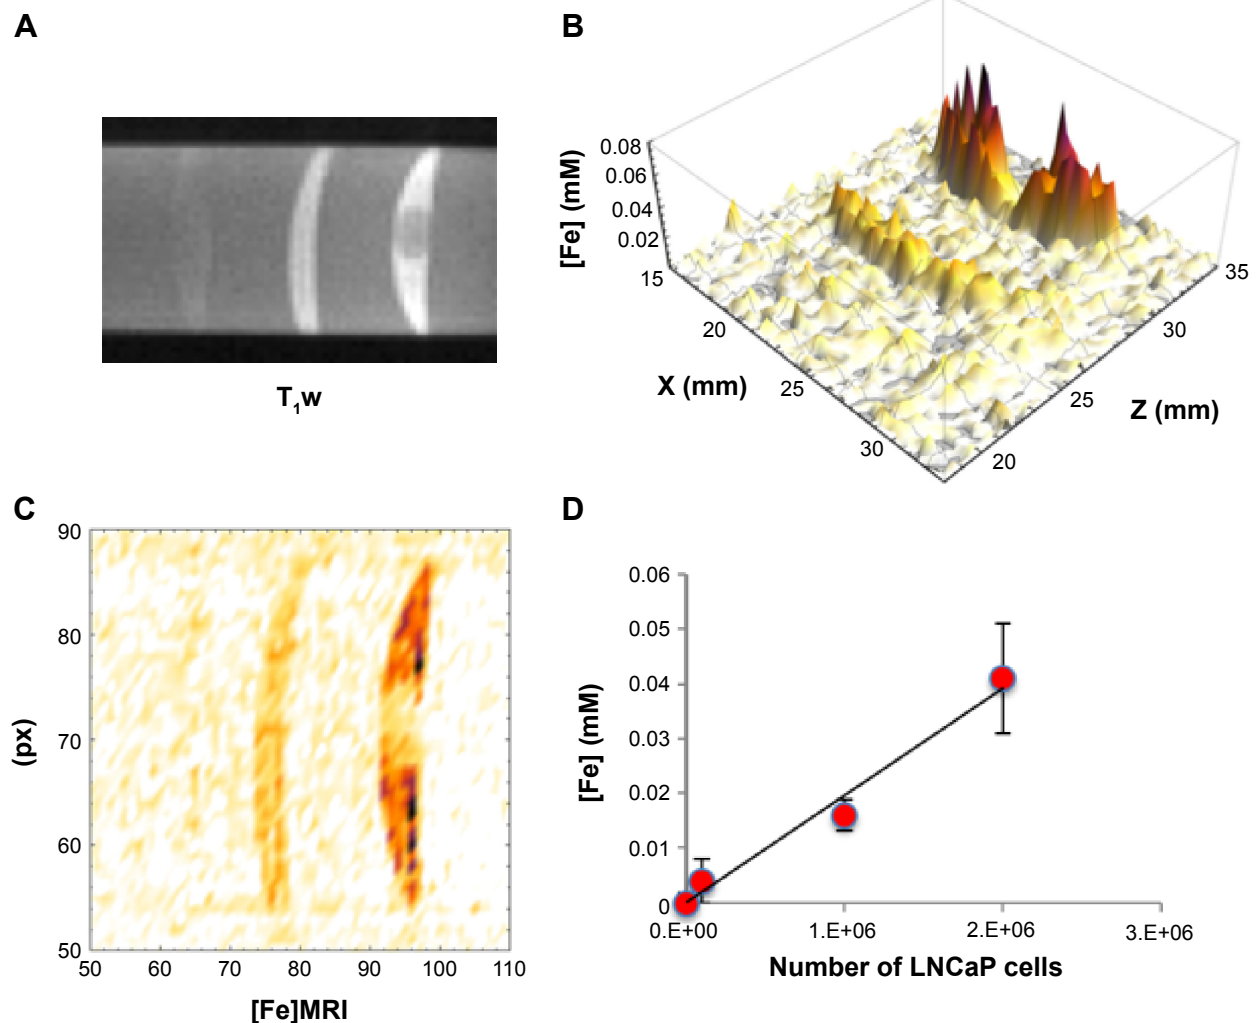 A
T1w
B
[Fe] (mM)
0.08
0.06
0.04
0.02
15
20
25
30
X (mm)
20
25
30
35
Z (mm)
C
(px)
90
80
70
60
50
50 60 70 80 90 100 110
[Fe]MRI
D
[Fe] (mM)
0.06
0.05
0.04
0.03
0.02
0.01
0
0.E+00 1.E+06 2.E+06 3.E+06
Number of LNCaP cells